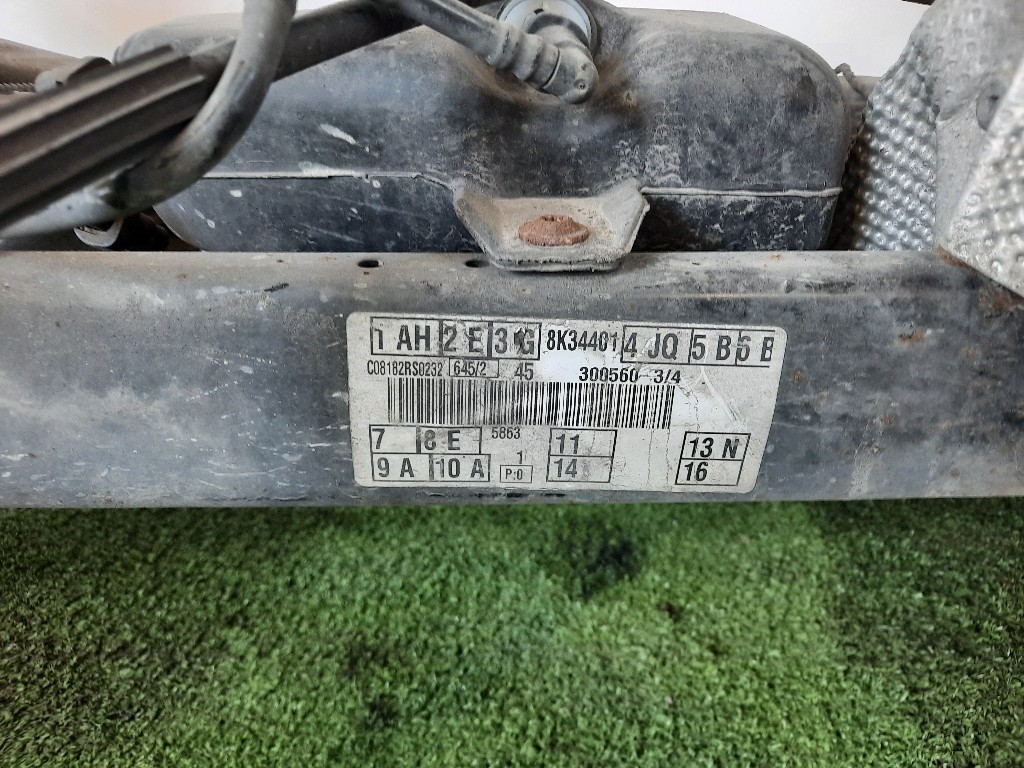 1 AH 2 E 3 G 8K34401 4 JQ 5 B 6 B
C08182RS0232 645/2 45 300560 3/4
7 8 E 5863 11 13 N
9 A 10 A 1 P:0 14 16